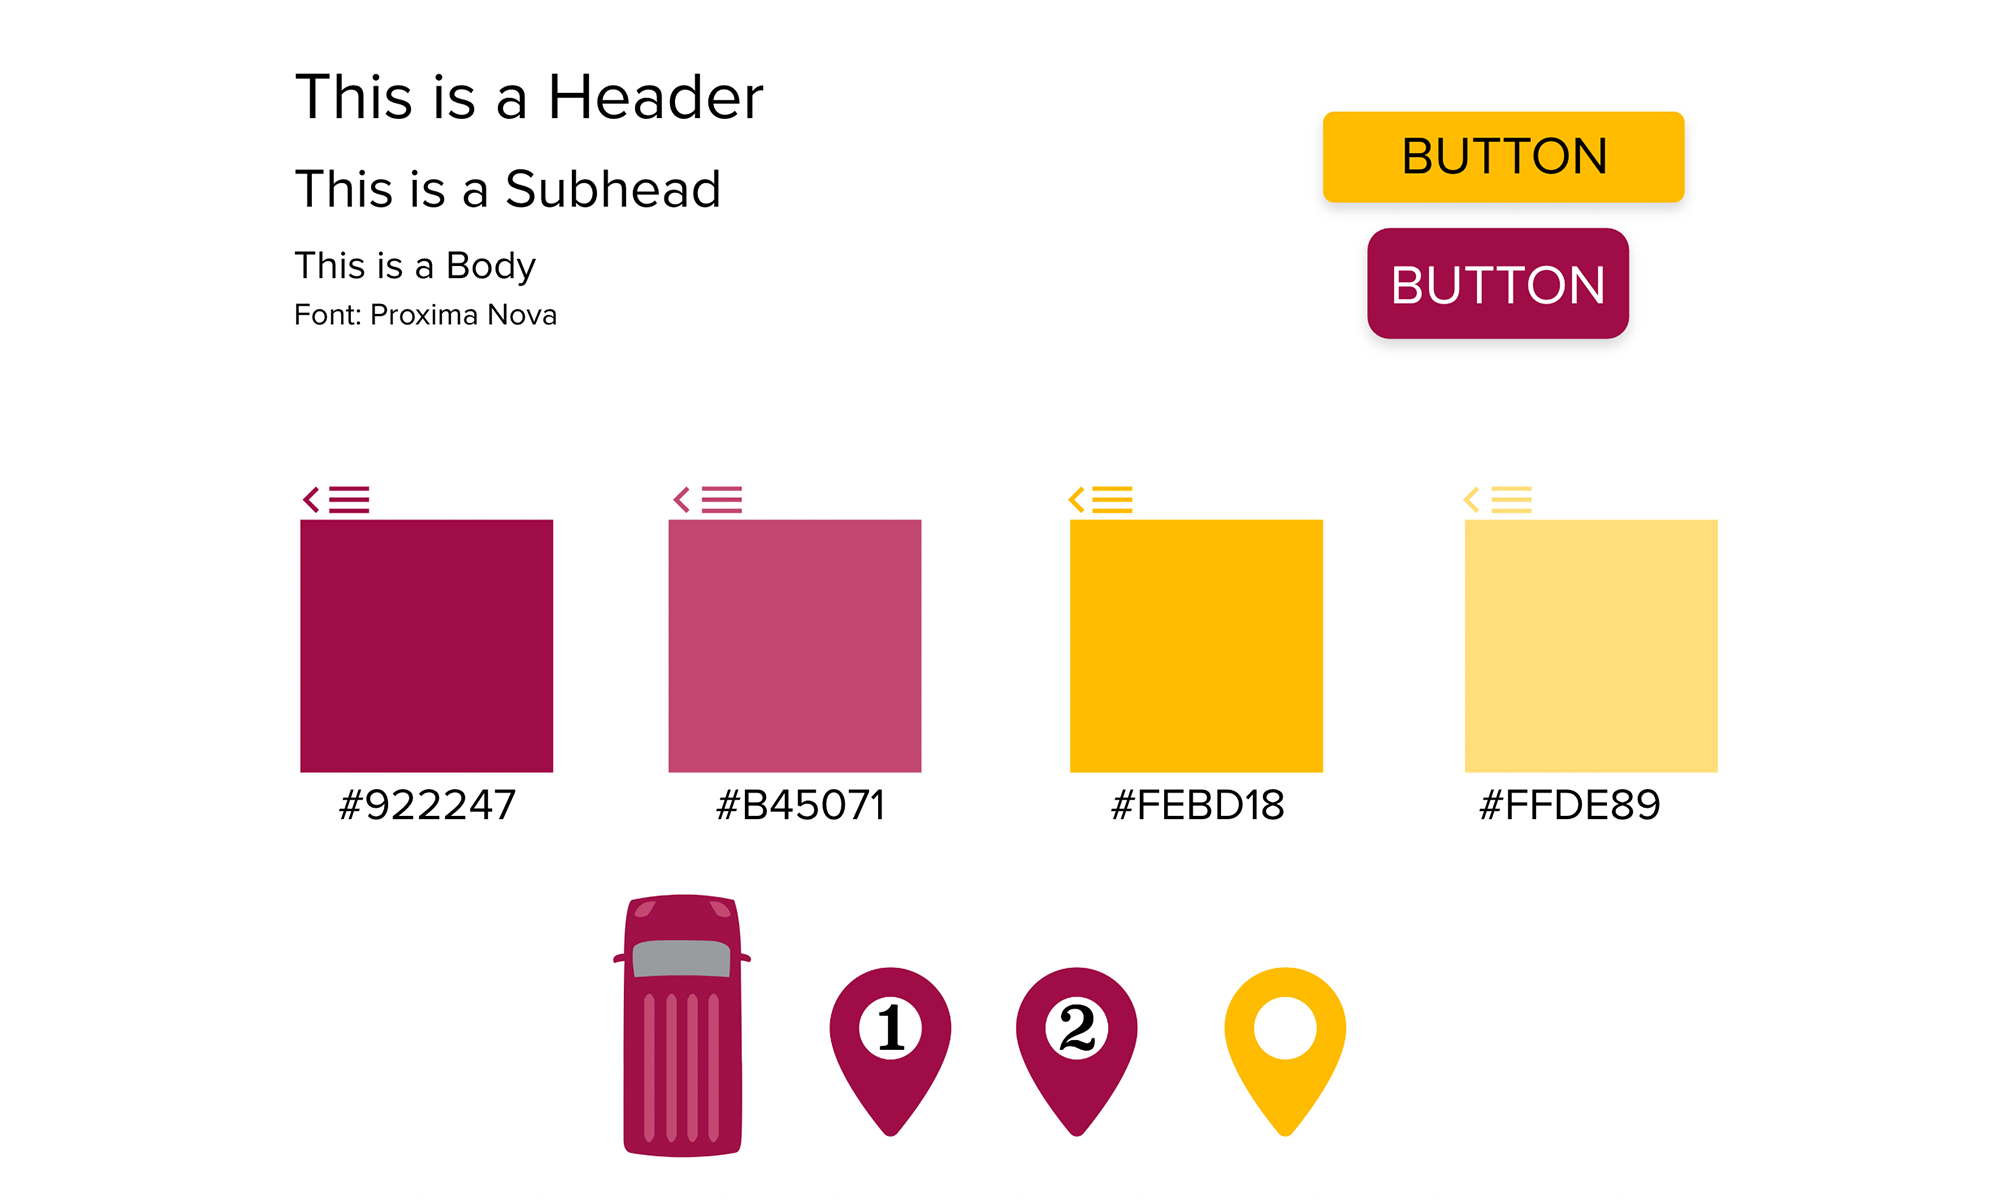 This is a Header
This is a Subhead
This is a Body
Font: Proxima Nova
BUTTON
BUTTON
#922247
#B45071
#FEBD18
#FFDE89
1
2